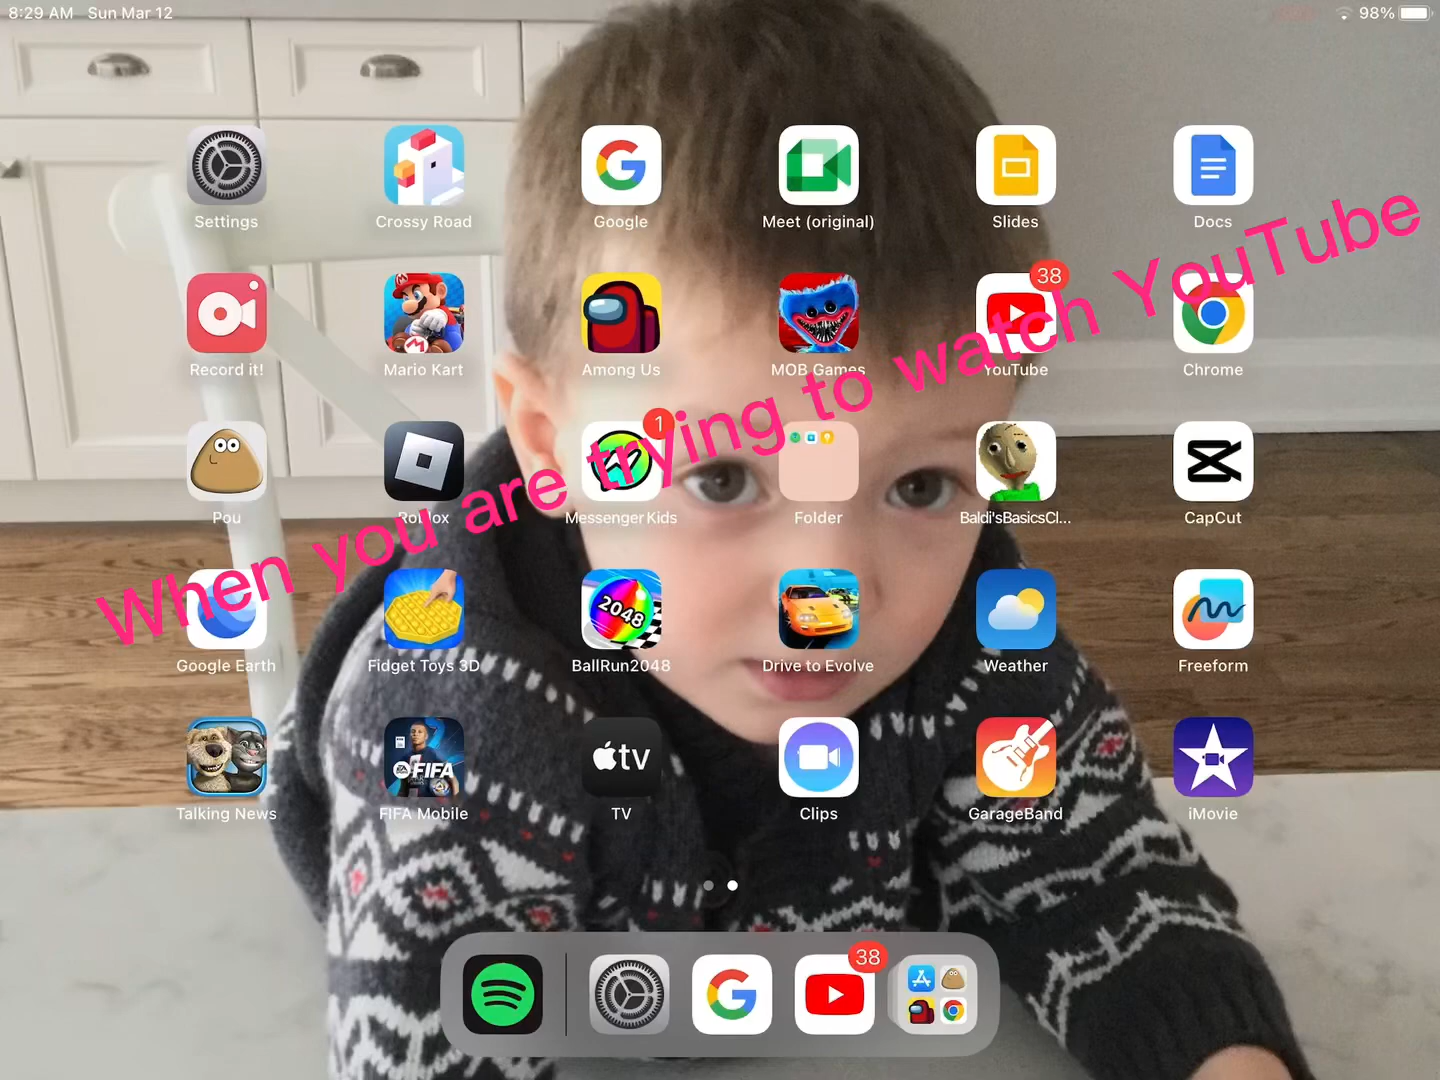 8:29 AM Sun Mar 12
98%
Settings
Crossy Road
Google
Meet (original)
Slides
Docs
When you are trying to watch YouTube
38
Record it!
Mario Kart
Among Us
MOB Games
YouTube
Chrome
1
Pou
Roblox
Messenger Kids
Folder
Baldi'sBasicsCl...
CapCut
2048
Google Earth
Fidget Toys 3D
BallRun2048
Drive to Evolve
Weather
Freeform
EA SPORTS FIFA
tv
Talking News
FIFA Mobile
TV
Clips
GarageBand
iMovie
38